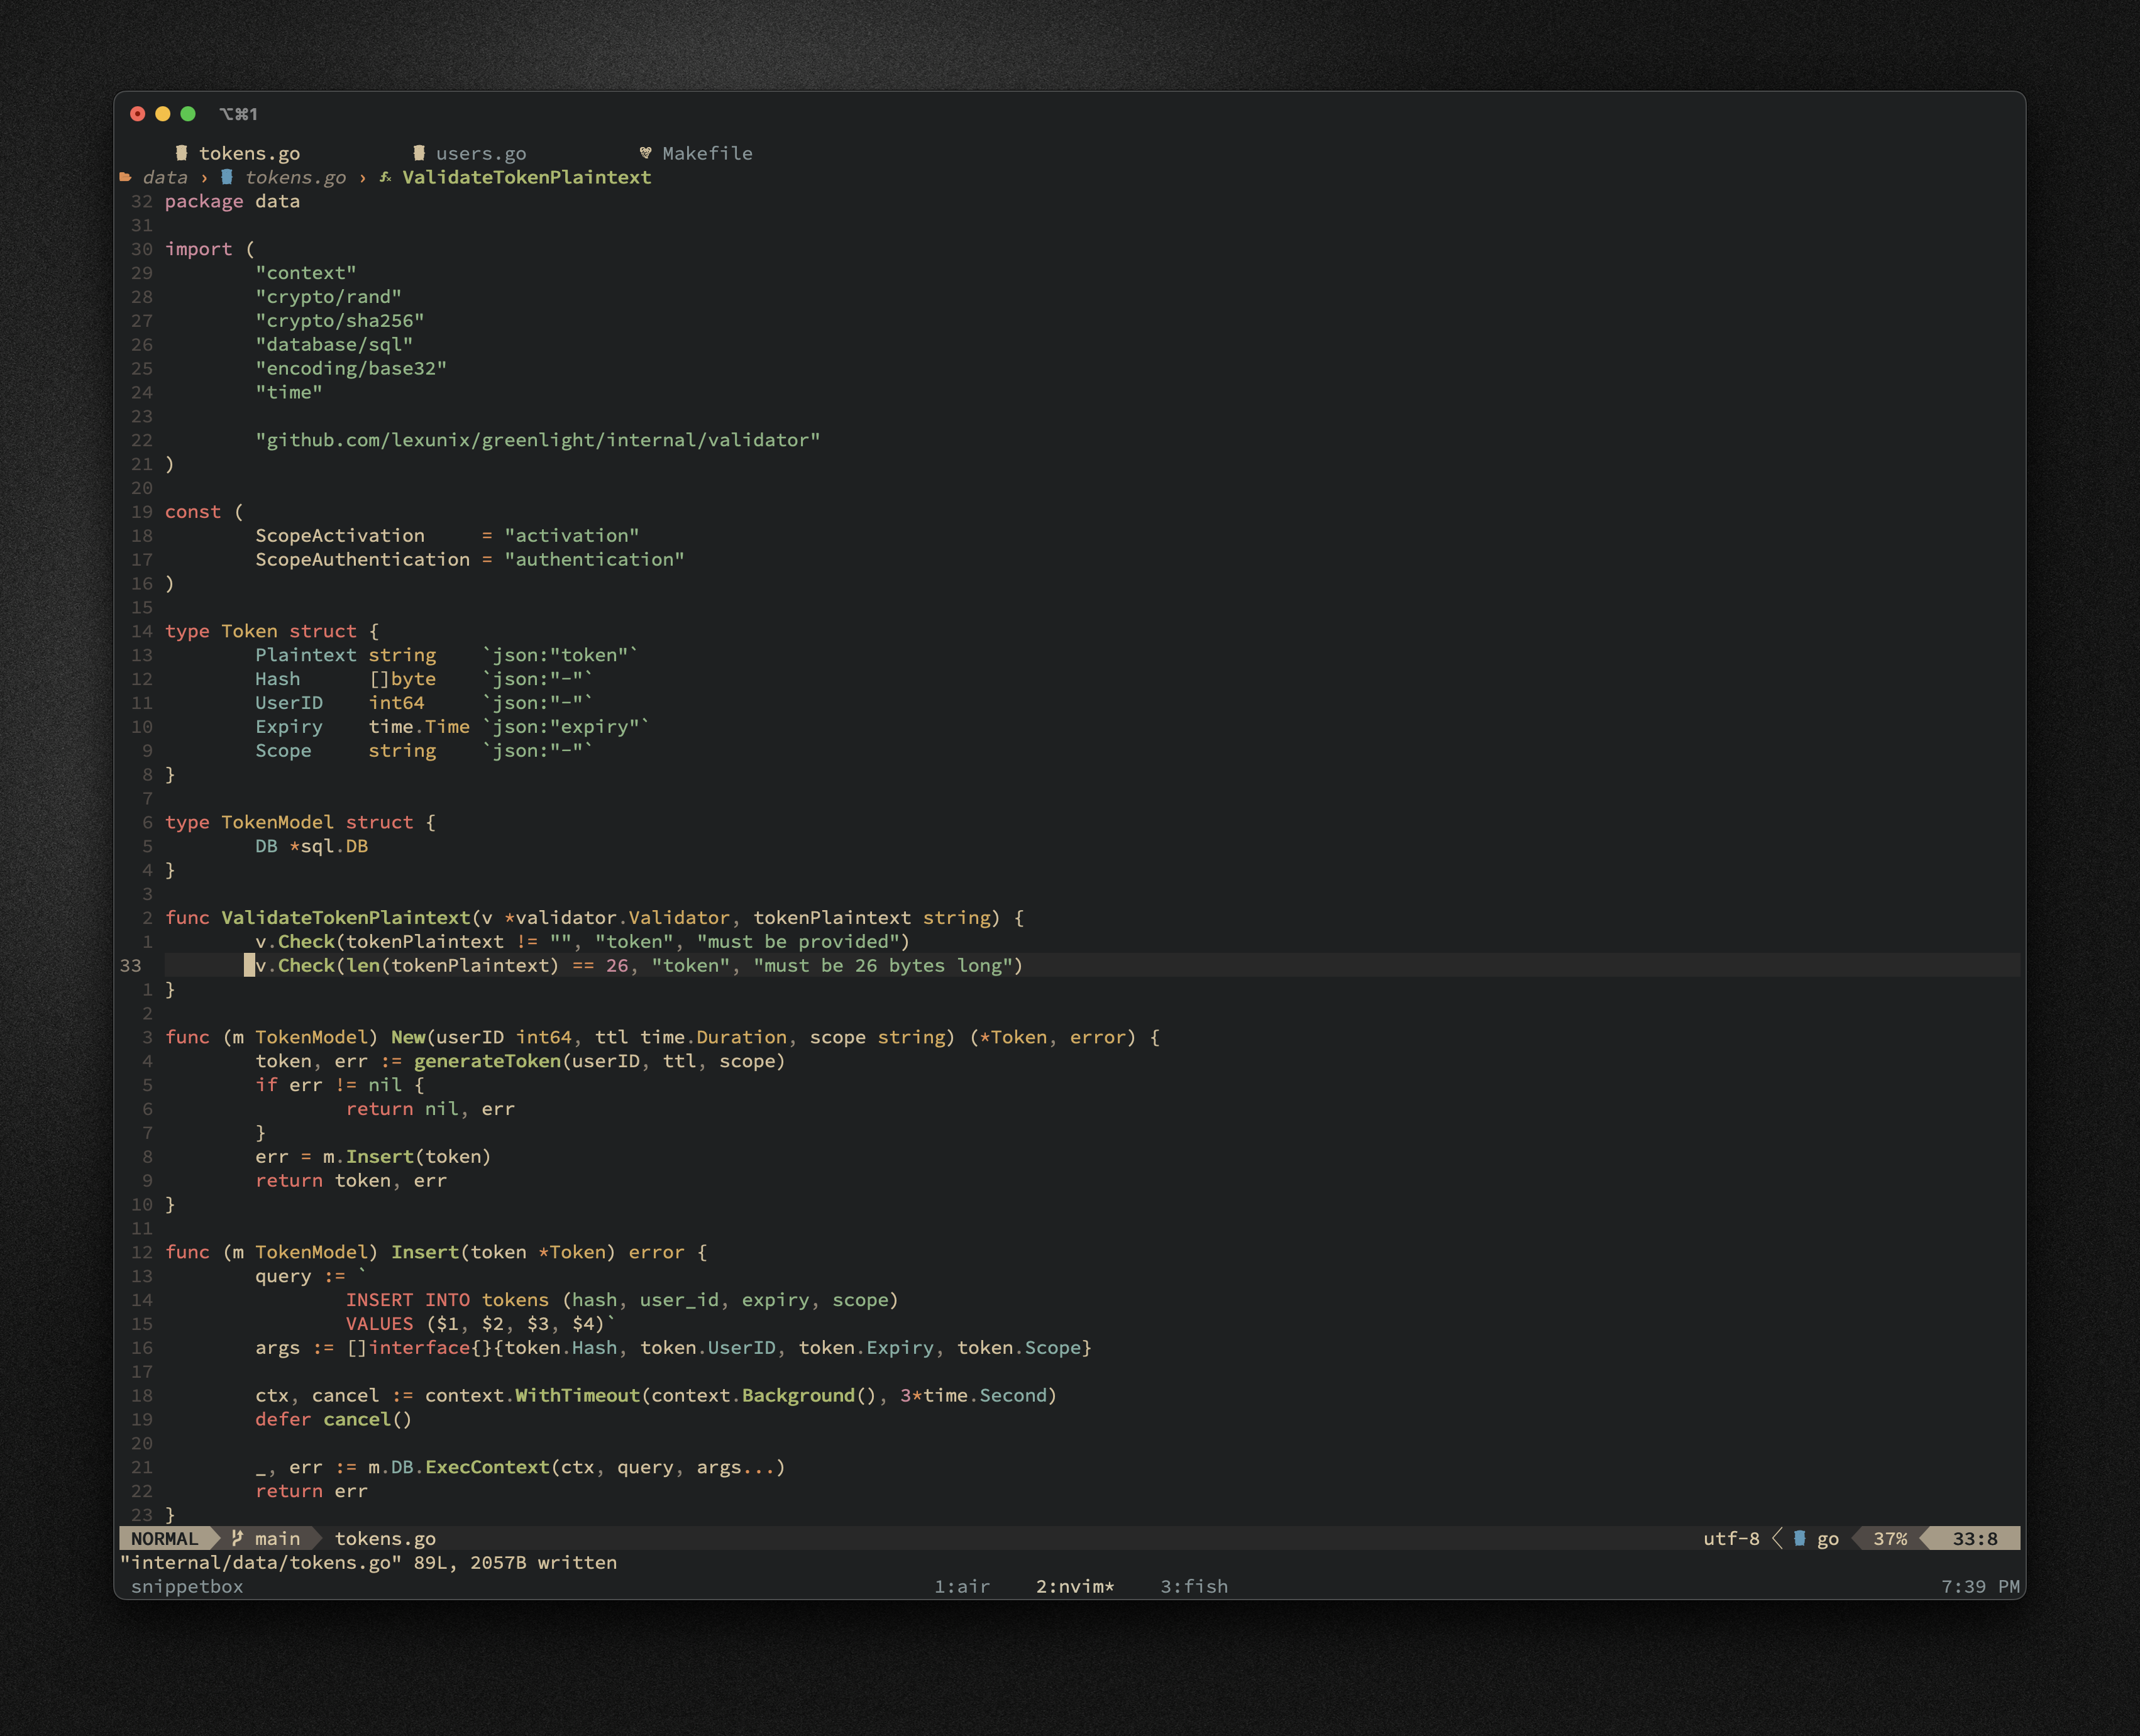 ⌥⌘1
tokens.go users.go Makefile
data › tokens.go › ValidateTokenPlaintext
32 package data
31
30 import (
29         "context"
28         "crypto/rand"
27         "crypto/sha256"
26         "database/sql"
25         "encoding/base32"
24         "time"
23
22         "github.com/lexunix/greenlight/internal/validator"
21 )
20
19 const (
18         ScopeActivation     = "activation"
17         ScopeAuthentication = "authentication"
16 )
15
14 type Token struct {
13         Plaintext string    `json:"token"`
12         Hash      []byte    `json:"-"`
11         UserID    int64     `json:"-"`
10         Expiry    time.Time `json:"expiry"`
9         Scope     string    `json:"-"`
8 }
7
6 type TokenModel struct {
5         DB *sql.DB
4 }
3
2 func ValidateTokenPlaintext(v *validator.Validator, tokenPlaintext string) {
1         v.Check(tokenPlaintext != "", "token", "must be provided")
33         v.Check(len(tokenPlaintext) == 26, "token", "must be 26 bytes long")
1 }
2
3 func (m TokenModel) New(userID int64, ttl time.Duration, scope string) (*Token, error) {
4         token, err := generateToken(userID, ttl, scope)
5         if err != nil {
6                 return nil, err
7         }
8         err = m.Insert(token)
9         return token, err
10 }
11
12 func (m TokenModel) Insert(token *Token) error {
13         query := `
14                 INSERT INTO tokens (hash, user_id, expiry, scope)
15                 VALUES ($1, $2, $3, $4)`
16         args := []interface{}{token.Hash, token.UserID, token.Expiry, token.Scope}
17
18         ctx, cancel := context.WithTimeout(context.Background(), 3*time.Second)
19         defer cancel()
20
21         _, err := m.DB.ExecContext(ctx, query, args...)
22         return err
23 }
NORMAL main tokens.go utf-8 go 37% 33:8
"internal/data/tokens.go" 89L, 2057B written
snippetbox 1:air 2:nvim* 3:fish 7:39 PM